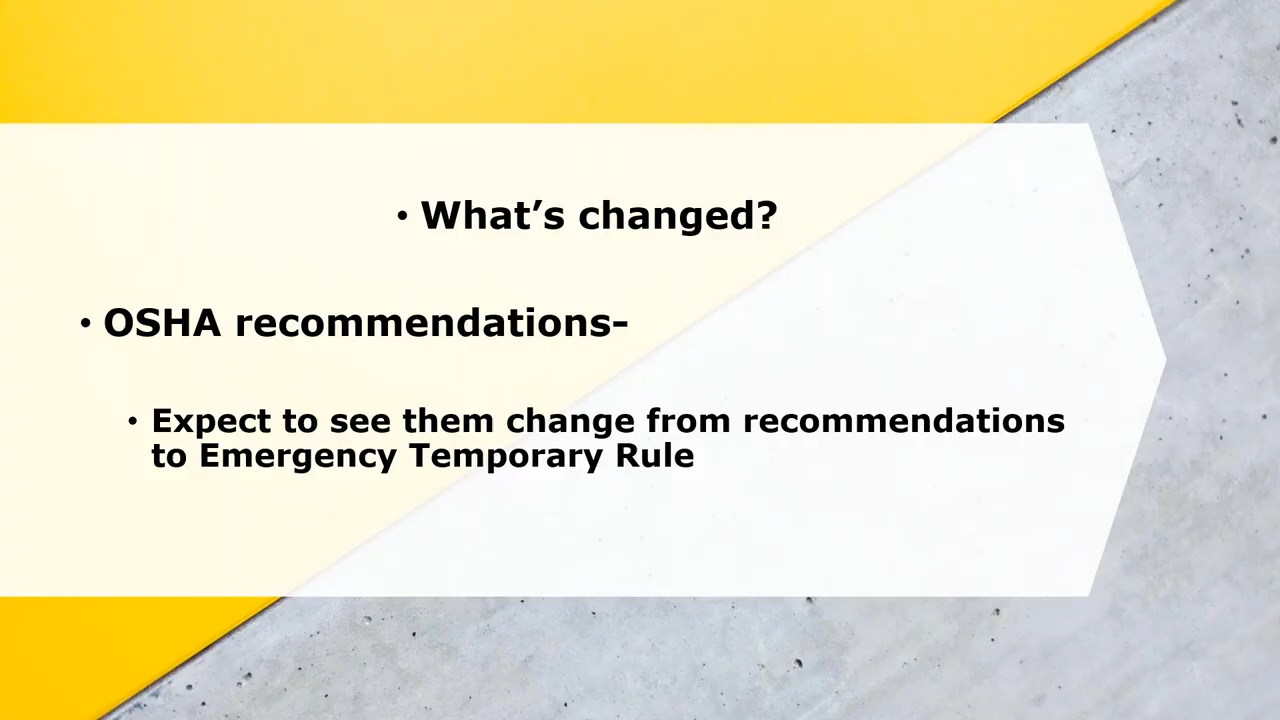 • What’s changed?
• OSHA recommendations-
• Expect to see them change from recommendations
to Emergency Temporary Rule